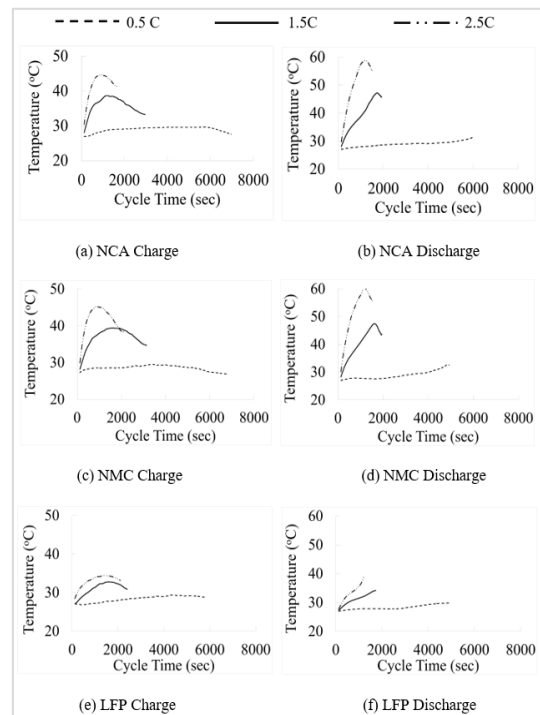 0.5 C 1.5C 2.5C
50 60
40 50
30 40
20 30
20
0 2000 4000 6000 8000 0 2000 4000 6000 8000
Temperature (°C) Temperature (°C)
Cycle Time (sec) Cycle Time (sec)
(a) NCA Charge (b) NCA Discharge
50 60
40 50
30 40
20 30
20
0 2000 4000 6000 8000 0 2000 4000 6000 8000
Temperature (°C) Temperature (°C)
Cycle Time (sec) Cycle Time (sec)
(c) NMC Charge (d) NMC Discharge
50 60
40 50
30 40
20 30
20
0 2000 4000 6000 8000 0 2000 4000 6000 8000
Temperature (°C) Temperature (°C)
Cycle Time (sec) Cycle Time (sec)
(e) LFP Charge (f) LFP Discharge